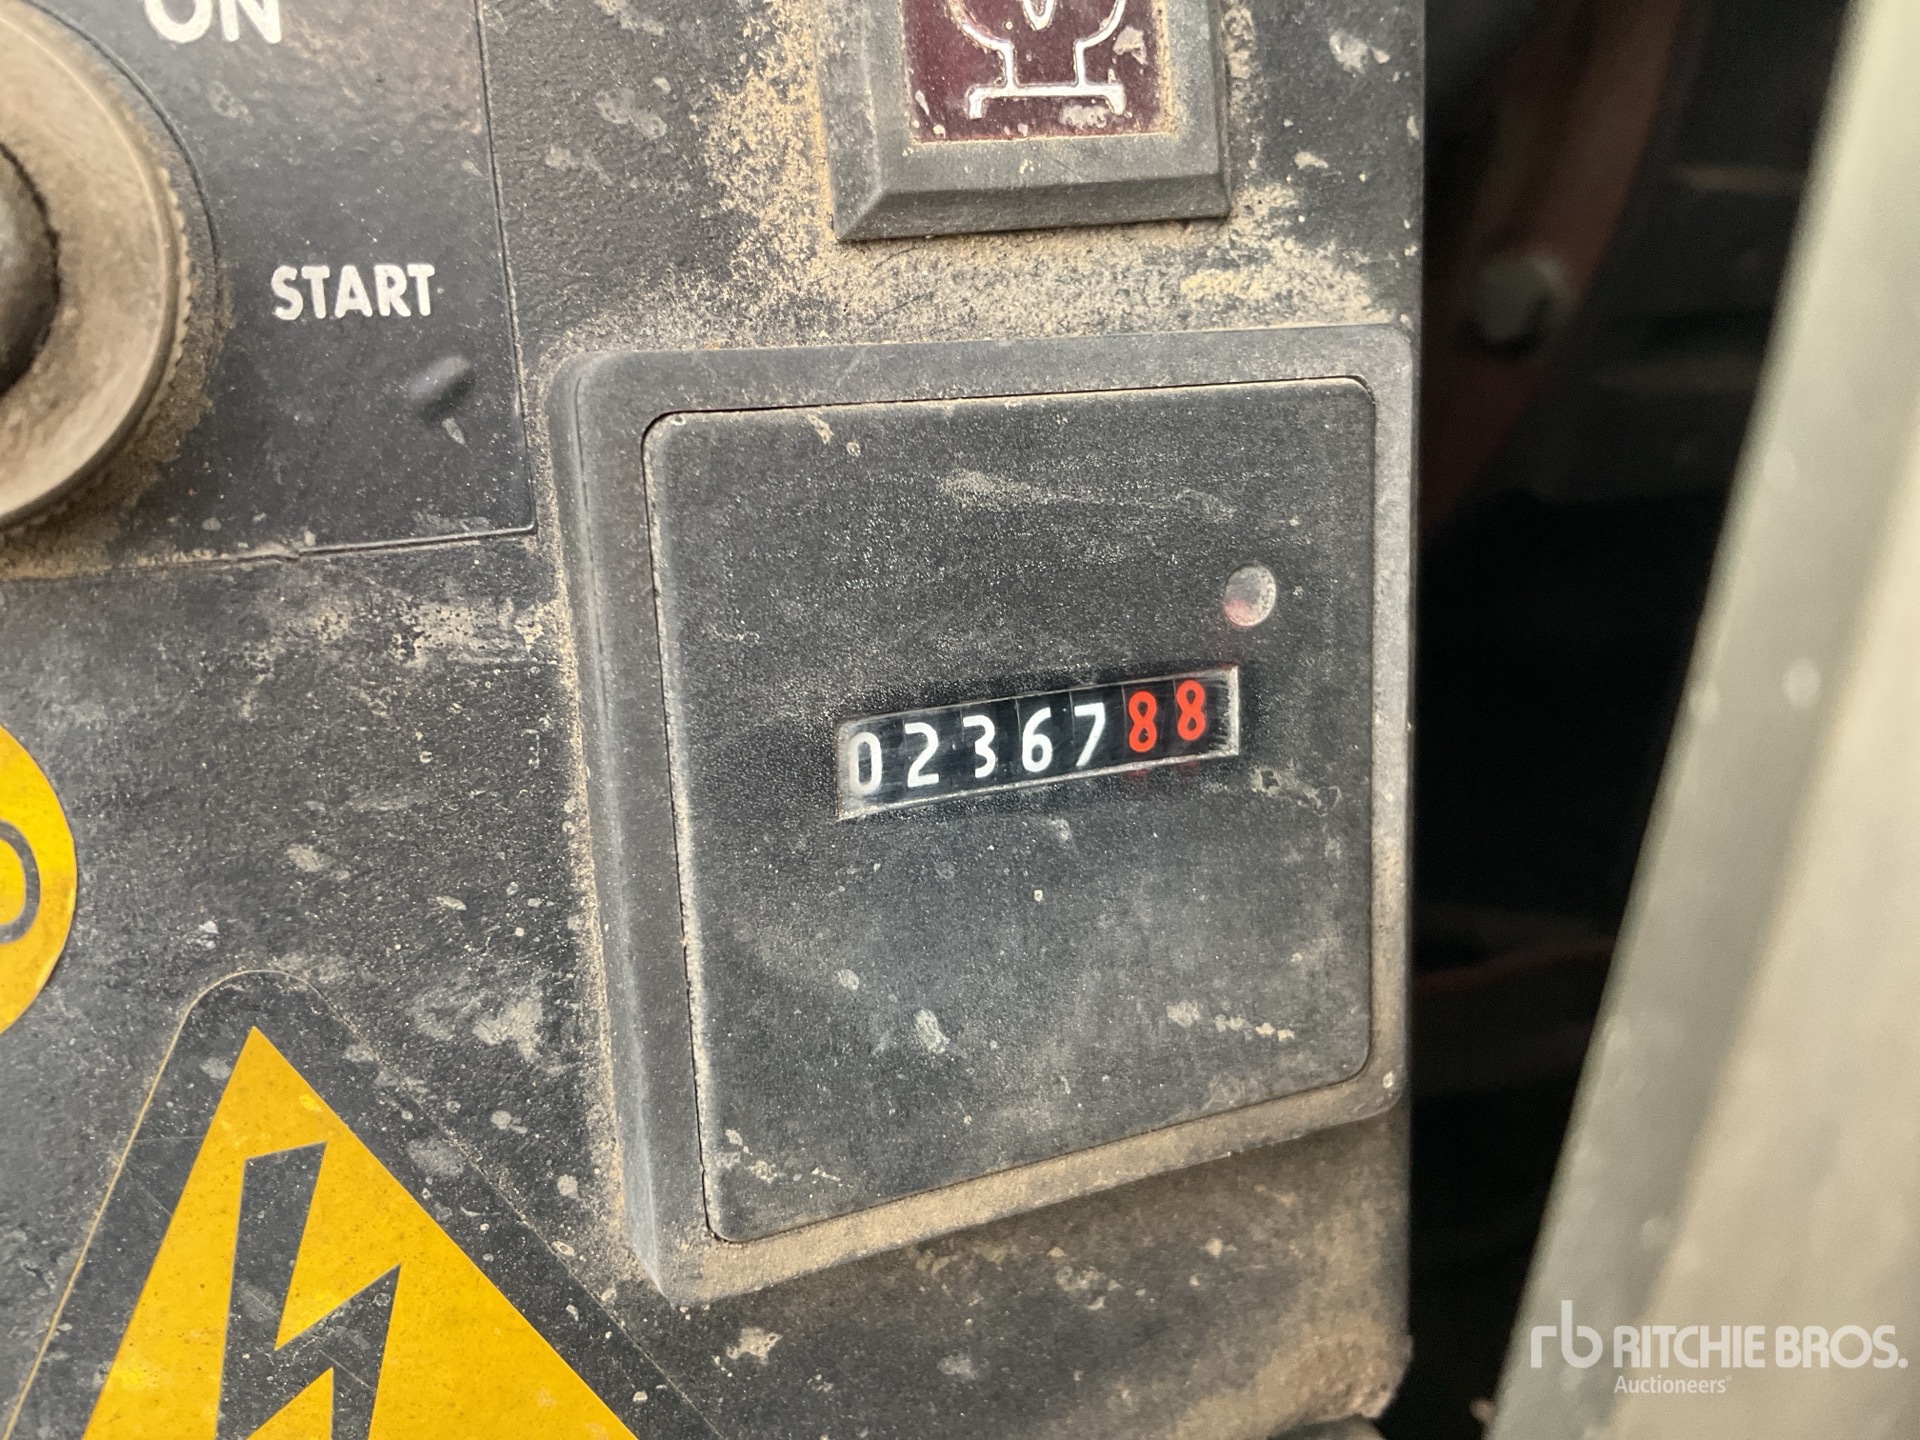 ON
START
0236788
rb RITCHIE BROS.
Auctioneers